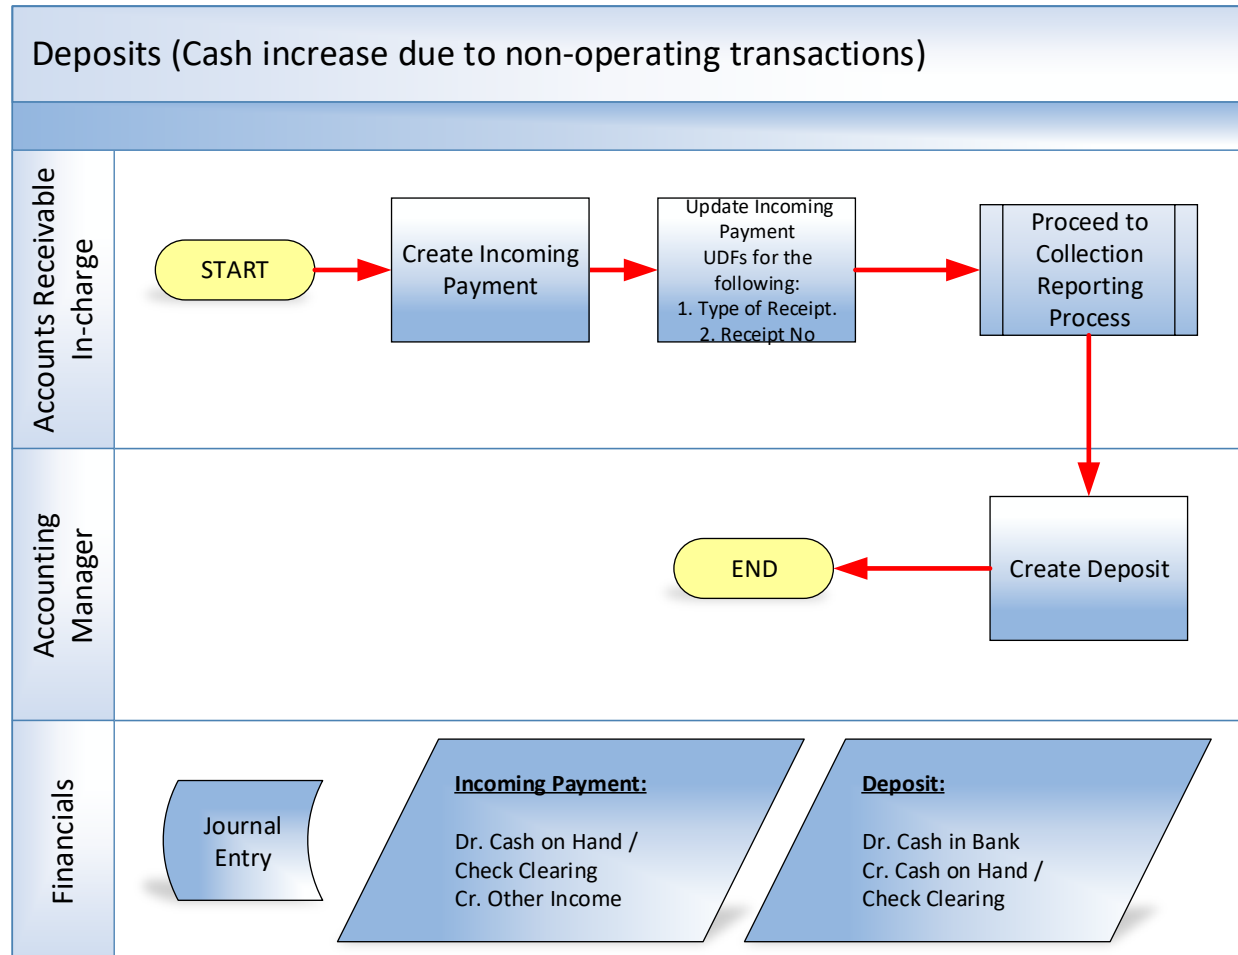 Deposits (Cash increase due to non-operating transactions)
Accounts Receivable
In-charge
START
Create Incoming
Payment
Update Incoming
Payment
UDFs for the
following:
1. Type of Receipt.
2. Receipt No
Proceed to
Collection
Reporting
Process
Accounting
Manager
END
Create Deposit
Financials
Journal
Entry
Incoming Payment:
Dr. Cash on Hand /
Check Clearing
Cr. Other Income
Deposit:
Dr. Cash in Bank
Cr. Cash on Hand /
Check Clearing